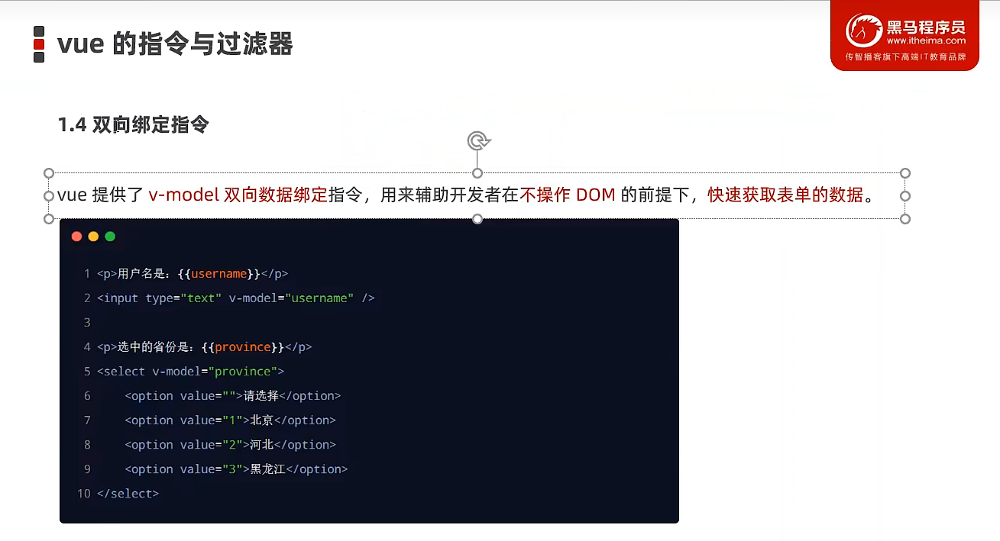 vue 的指令与过滤器
黑马程序员
www.itheima.com
传智播客旗下高端IT教育品牌
1.4 双向绑定指令
vue 提供了 v-model 双向数据绑定指令，用来辅助开发者在不操作 DOM 的前提下，快速获取表单的数据。
1 <p>用户名是：{{username}}</p>
2 <input type="text" v-model="username" />
3
4 <p>选中的省份是：{{province}}</p>
5 <select v-model="province">
6     <option value="">请选择</option>
7     <option value="1">北京</option>
8     <option value="2">河北</option>
9     <option value="3">黑龙江</option>
10 </select>